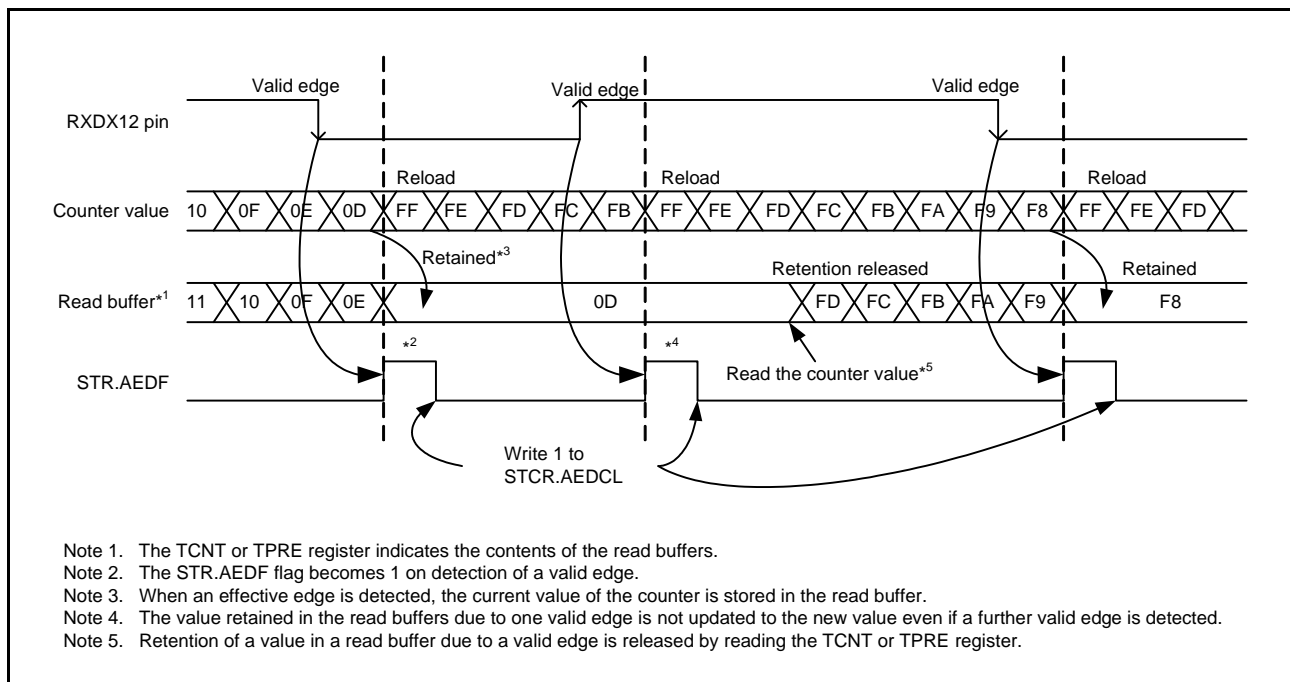 Valid edge Valid edge Valid edge
RXDX12 pin
Reload Reload Reload
Counter value 10 0F 0E 0D FF FE FD FC FB FF FE FD FC FB FA F9 F8 FF FE FD
Retained*3 Retention released Retained
Read buffer*1 11 10 0F 0E 0D FD FC FB FA F9 F8
*2 *4
STR.AEDF Read the counter value*5
Write 1 to
STCR.AEDCL
Note 1. The TCNT or TPRE register indicates the contents of the read buffers.
Note 2. The STR.AEDF flag becomes 1 on detection of a valid edge.
Note 3. When an effective edge is detected, the current value of the counter is stored in the read buffer.
Note 4. The value retained in the read buffers due to one valid edge is not updated to the new value even if a further valid edge is detected.
Note 5. Retention of a value in a read buffer due to a valid edge is released by reading the TCNT or TPRE register.